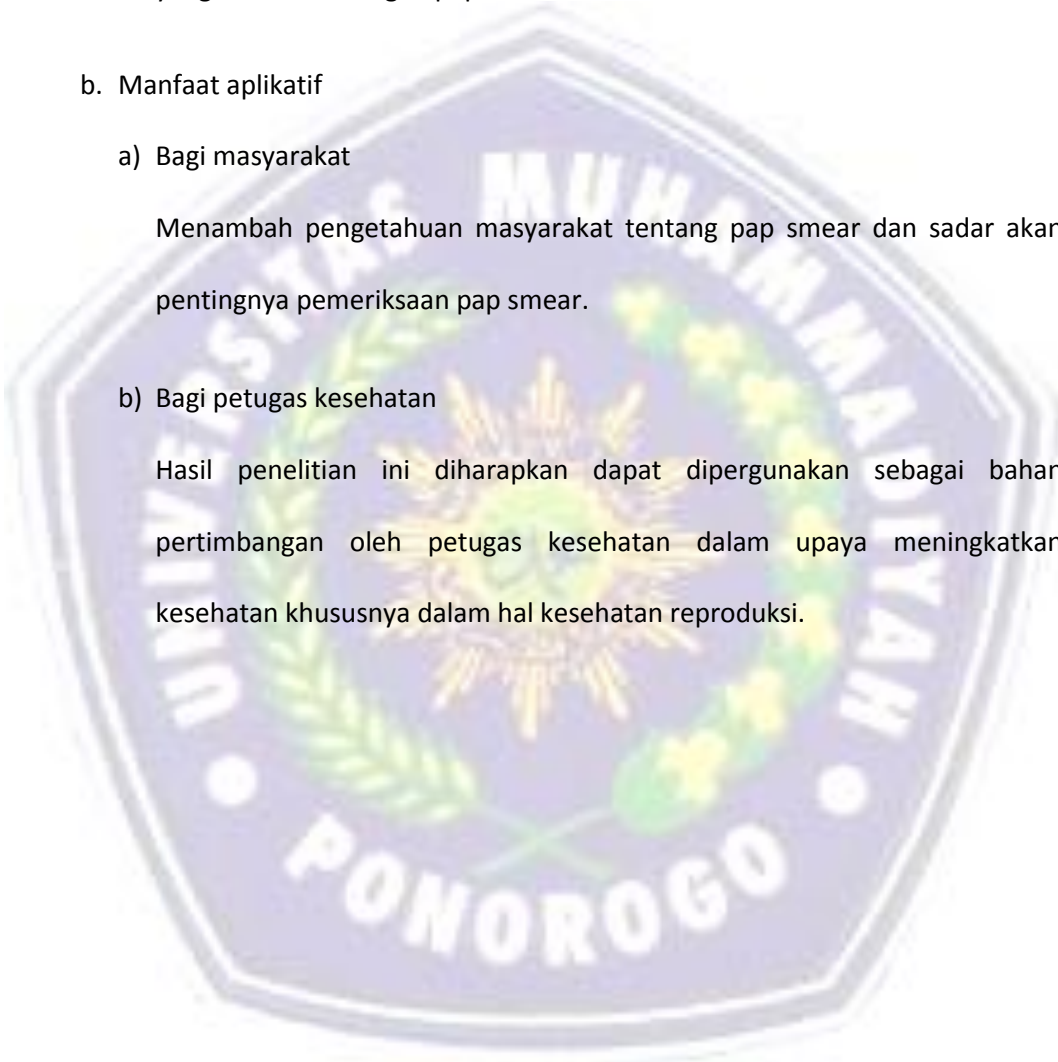 b. Manfaat aplikatif
a) Bagi masyarakat
Menambah pengetahuan masyarakat tentang pap smear dan sadar akan
pentingnya pemeriksaan pap smear.
b) Bagi petugas kesehatan
Hasil penelitian ini diharapkan dapat dipergunakan sebagai bahan
pertimbangan oleh petugas kesehatan dalam upaya meningkatkan
kesehatan khususnya dalam hal kesehatan reproduksi.
UNIVERSITAS MUHAMMADIYAH
PONOROGO